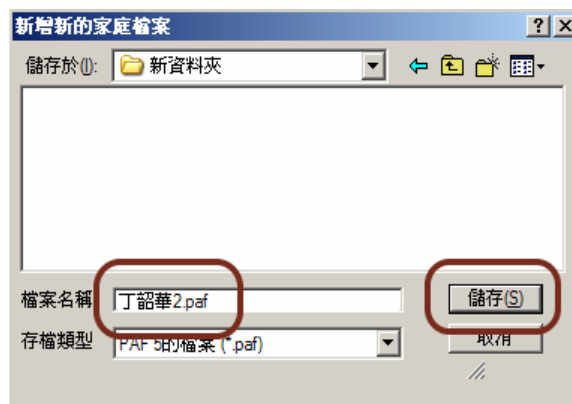 新增新的家庭檔案
儲存於(I): 新資料夾
檔案名稱 丁韶華2.paf 儲存(S)
存檔類型 PAF 5的檔案 (*.paf) 取消